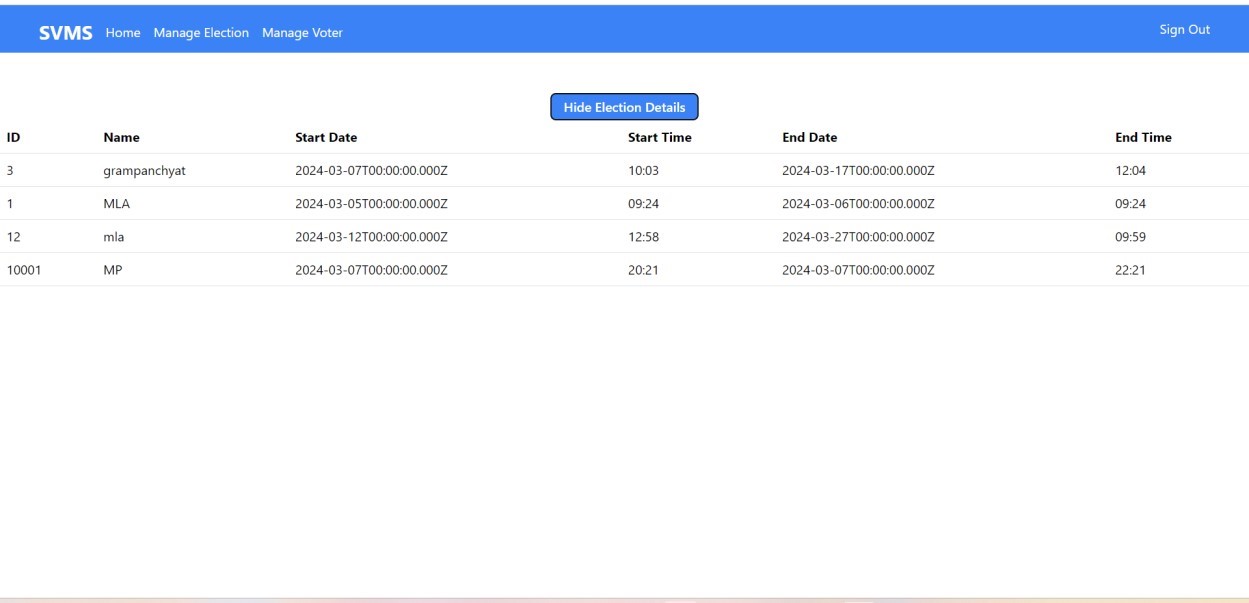 SVMS Home Manage Election Manage Voter Sign Out
Hide Election Details
ID Name Start Date Start Time End Date End Time
3 grampanchyat 2024-03-07T00:00:00.000Z 10:03 2024-03-17T00:00:00.000Z 12:04
1 MLA 2024-03-05T00:00:00.000Z 09:24 2024-03-06T00:00:00.000Z 09:24
12 mla 2024-03-12T00:00:00.000Z 12:58 2024-03-27T00:00:00.000Z 09:59
10001 MP 2024-03-07T00:00:00.000Z 20:21 2024-03-07T00:00:00.000Z 22:21